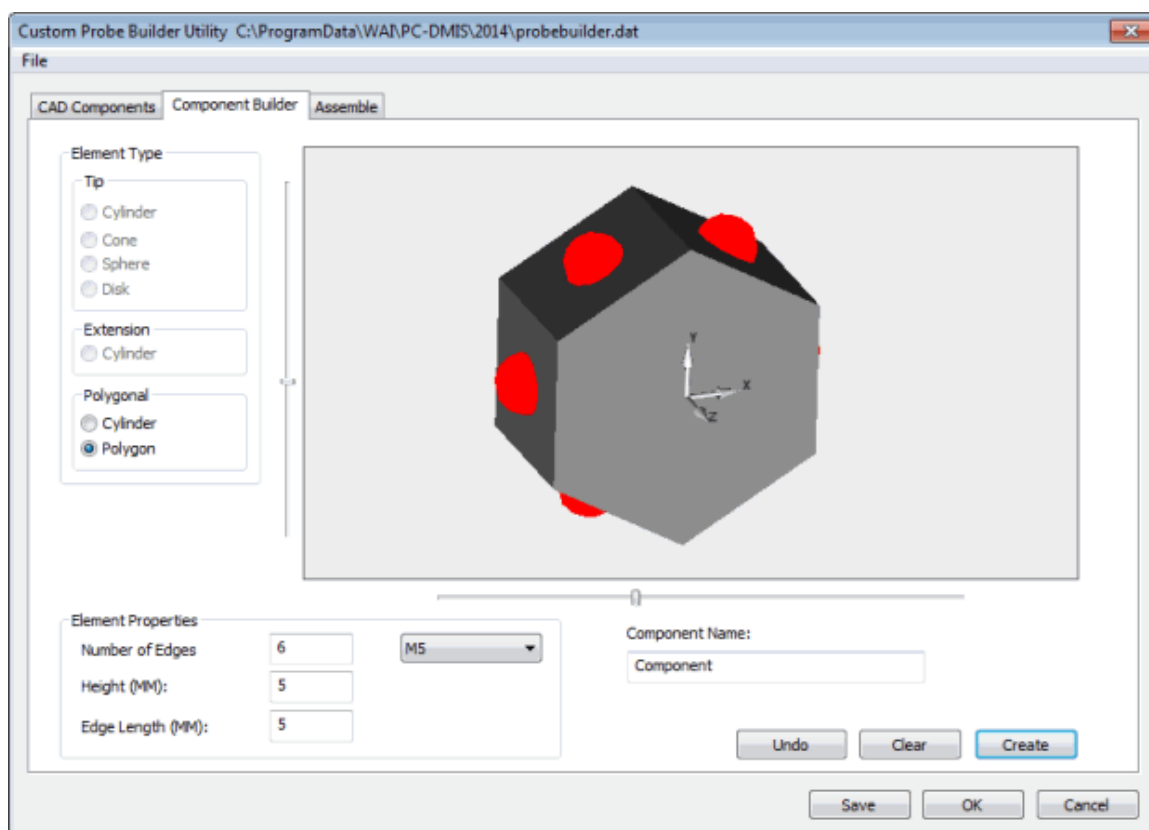 Custom Probe Builder Utility C:\ProgramData\WAI\PC-DMIS\2014\probebuilder.dat
File
CAD Components Component Builder Assemble
Element Type
Tip
Cylinder
Cone
Sphere
Disk
Extension
Cylinder
Polygonal
Cylinder
Polygon
Y
X
Z
Element Properties
Number of Edges 6 M5
Height (MM): 5
Edge Length (MM): 5
Component Name:
Component
Undo Clear Create
Save OK Cancel